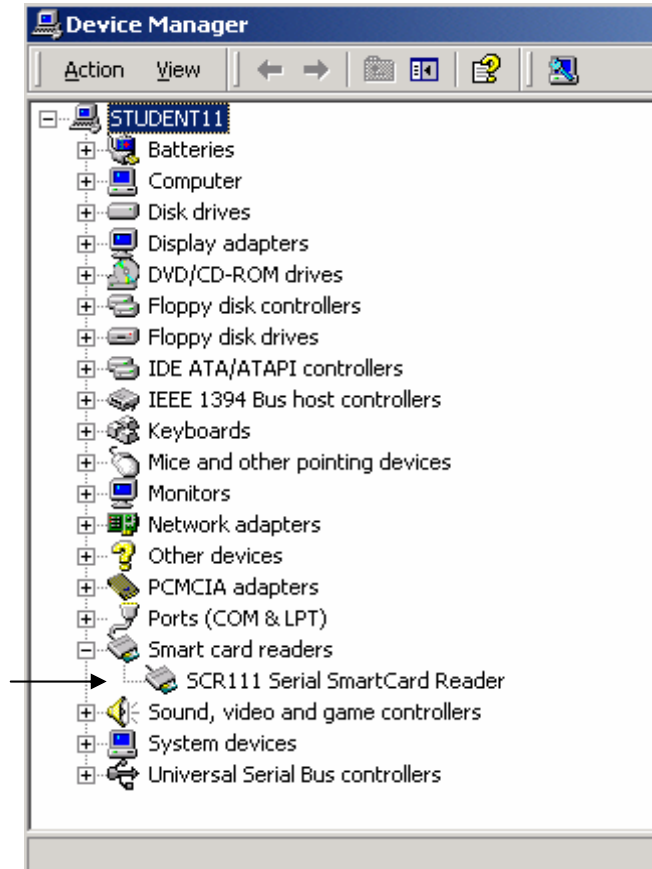 Device Manager
Action View
STUDENT11
Batteries
Computer
Disk drives
Display adapters
DVD/CD-ROM drives
Floppy disk controllers
Floppy disk drives
IDE ATA/ATAPI controllers
IEEE 1394 Bus host controllers
Keyboards
Mice and other pointing devices
Monitors
Network adapters
Other devices
PCMCIA adapters
Ports (COM & LPT)
Smart card readers
SCR111 Serial SmartCard Reader
Sound, video and game controllers
System devices
Universal Serial Bus controllers